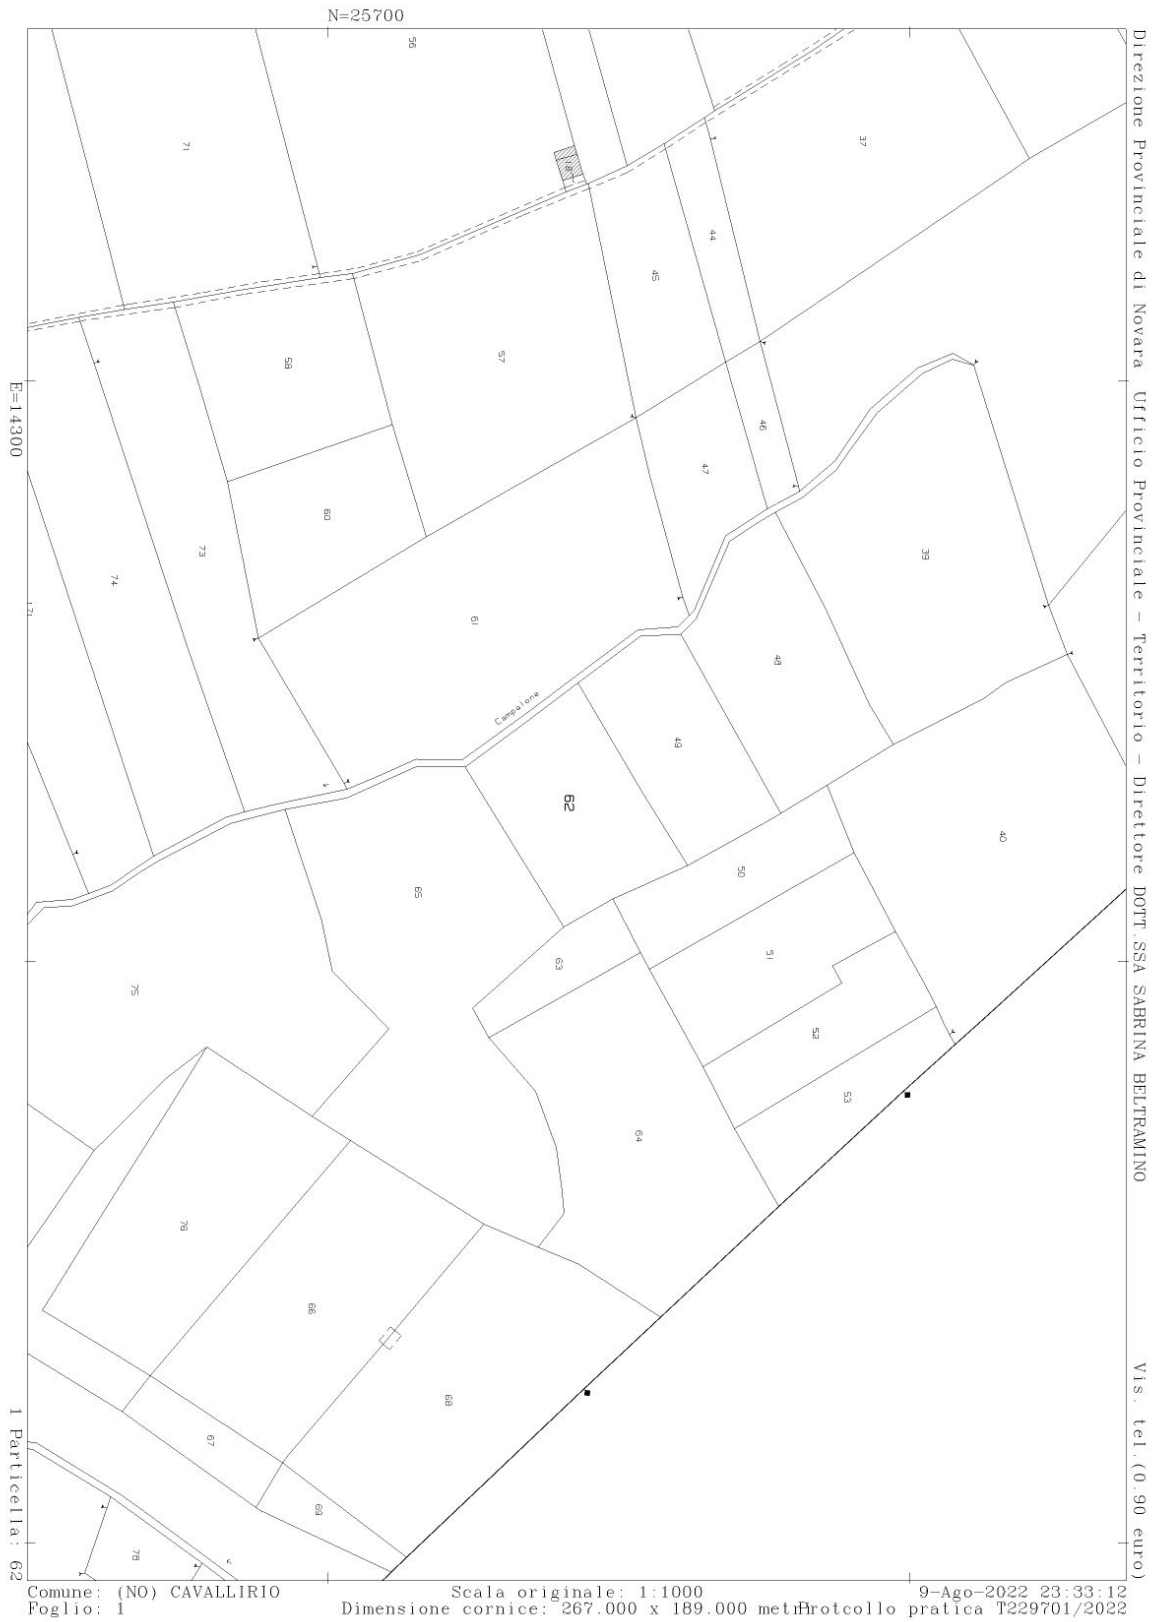 N=25700
Direzione Provinciale di Novara Ufficio Provinciale - Territorio - Direttore DOTT.SSA SABRINA BELTRAMINO
Vis. tel.(0.90 euro)
E=14300
1 Particella: 62
56
71
37
44
45
58
57
46
47
60
73
39
74
61
48
Campalone
49
62
40
50
65
51
63
75
52
53
64
76
66
68
67
69
78
Comune: (NO) CAVALLIRIO
Foglio: 1
Scala originale: 1:1000
Dimensione cornice: 267.000 x 189.000 metri
9-Ago-2022 23:33:12
Protocollo pratica T229701/2022